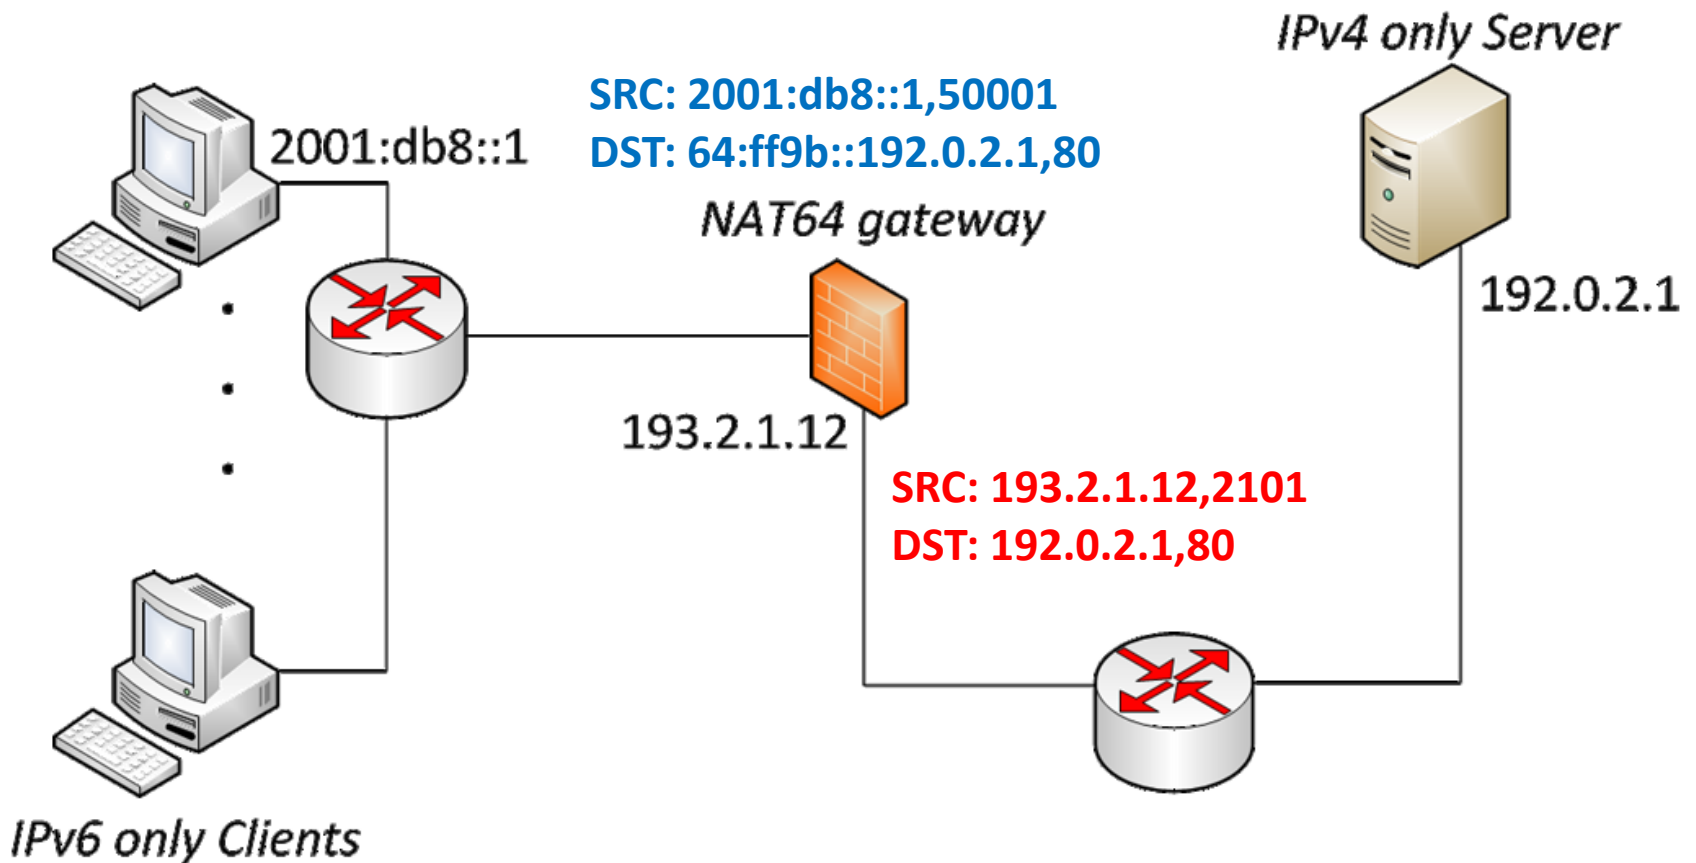 IPv4 only Server
SRC: 2001:db8::1,50001
2001:db8::1
DST: 64:ff9b::192.0.2.1,80
NAT64 gateway
192.0.2.1
193.2.1.12
SRC: 193.2.1.12,2101
DST: 192.0.2.1,80
IPv6 only Clients